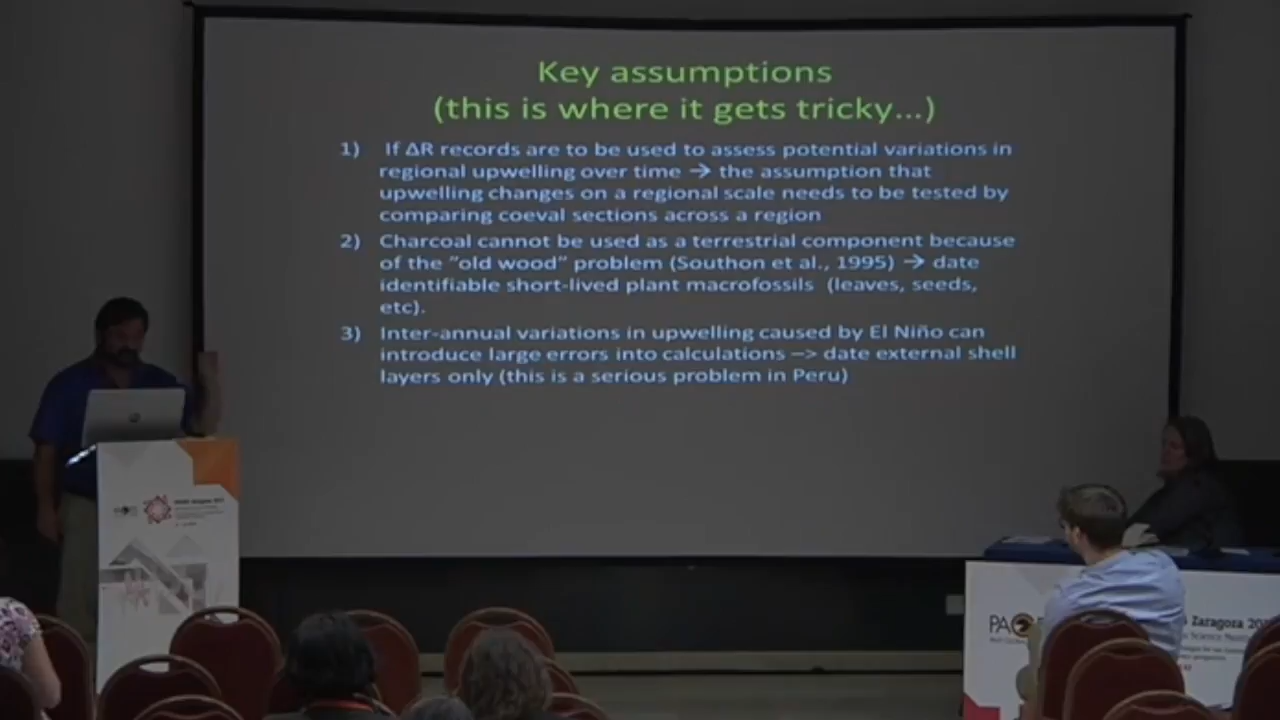 Key assumptions
(this is where it gets tricky...)
1) If ΔR records are to be used to assess potential variations in
regional upwelling over time → the assumption that
upwelling changes on a regional scale needs to be tested by
comparing coeval sections across a region
2) Charcoal cannot be used as a terrestrial component because
of the "old wood" problem (Southon et al., 1995) → date
identifiable short-lived plant macrofossils (leaves, seeds,
etc).
3) Inter-annual variations in upwelling caused by El Niño can
introduce large errors into calculations –> date external shell
layers only (this is a serious problem in Peru)
hp
PA
Zaragoza